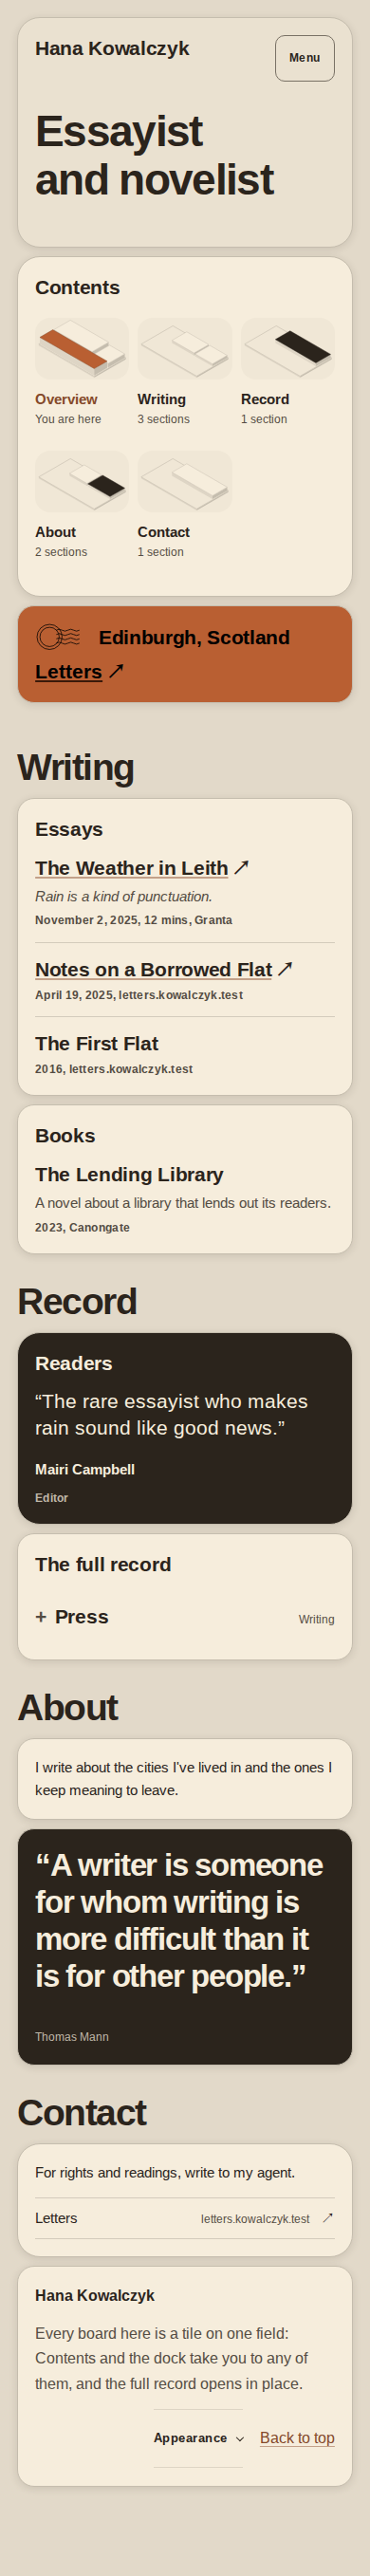 Hana Kowalczyk
Menu
Essayist
and novelist
Contents
Overview
You are here
Writing
3 sections
Record
1 section
About
2 sections
Contact
1 section
Edinburgh, Scotland
Letters ↗
Writing
Essays
The Weather in Leith ↗
Rain is a kind of punctuation.
November 2, 2025, 12 mins, Granta
Notes on a Borrowed Flat ↗
April 19, 2025, letters.kowalczyk.test
The First Flat
2016, letters.kowalczyk.test
Books
The Lending Library
A novel about a library that lends out its readers.
2023, Canongate
Record
Readers
“The rare essayist who makes
rain sound like good news.”
Mairi Campbell
Editor
The full record
+ Press
Writing
About
I write about the cities I’ve lived in and the ones I
keep meaning to leave.
“A writer is someone
for whom writing is
more difficult than it
is for other people.”
Thomas Mann
Contact
For rights and readings, write to my agent.
Letters
letters.kowalczyk.test ↗
Hana Kowalczyk
Every board here is a tile on one field:
Contents and the dock take you to any of
them, and the full record opens in place.
Appearance
Back to top